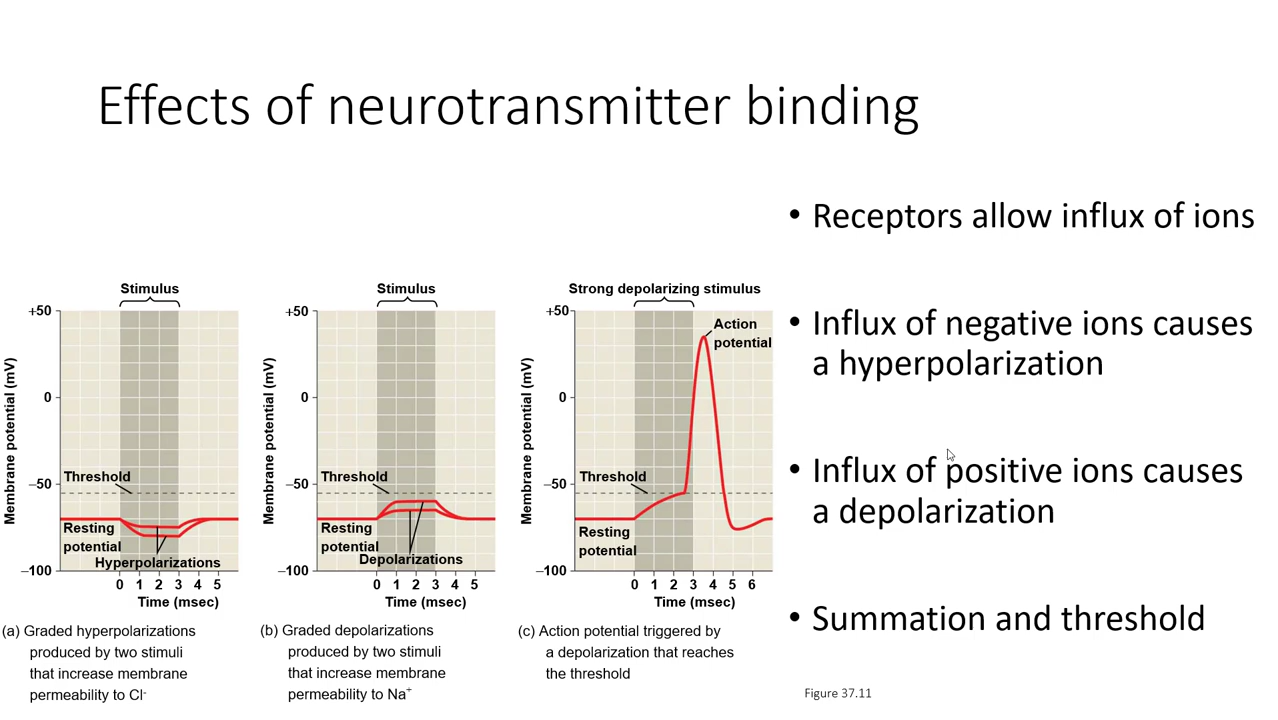 Effects of neurotransmitter binding
Stimulus
+50
0
–50
–100
Membrane potential (mV)
Threshold
Resting
potential
Hyperpolarizations
0 1 2 3 4 5
Time (msec)
(a) Graded hyperpolarizations
produced by two stimuli
that increase membrane
permeability to Cl-
Stimulus
+50
0
–50
–100
Membrane potential (mV)
Threshold
Resting
potential
Depolarizations
0 1 2 3 4 5
Time (msec)
(b) Graded depolarizations
produced by two stimuli
that increase membrane
permeability to Na+
Strong depolarizing stimulus
+50
0
–50
–100
Membrane potential (mV)
Action
potential
Threshold
Resting
potential
0 1 2 3 4 5 6
Time (msec)
(c) Action potential triggered by
a depolarization that reaches
the threshold
• Receptors allow influx of ions
• Influx of negative ions causes
a hyperpolarization
• Influx of positive ions causes
a depolarization
• Summation and threshold
Figure 37.11